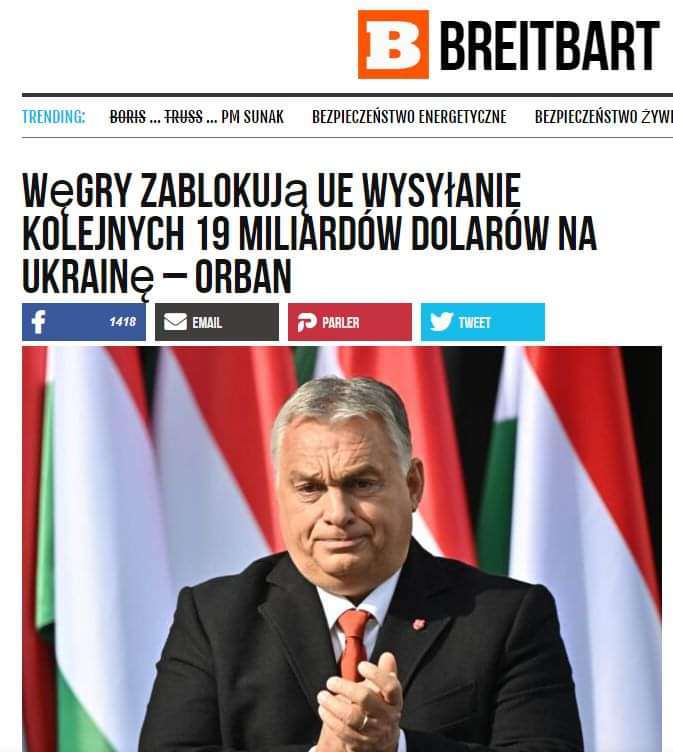 B BREITBART
TRENDING: BORIS ... TRUSS ... PM SUNAK BEZPIECZEŃSTWO ENERGETYCZNE BEZPIECZEŃSTWO ŻYW
WęGRY ZABLOKUJą UE WYSYłANIE
KOLEJNYCH 19 MILIARDÓW DOLARÓW NA
UKRAINę – ORBAN
f 1418 EMAIL PARLER TWEET